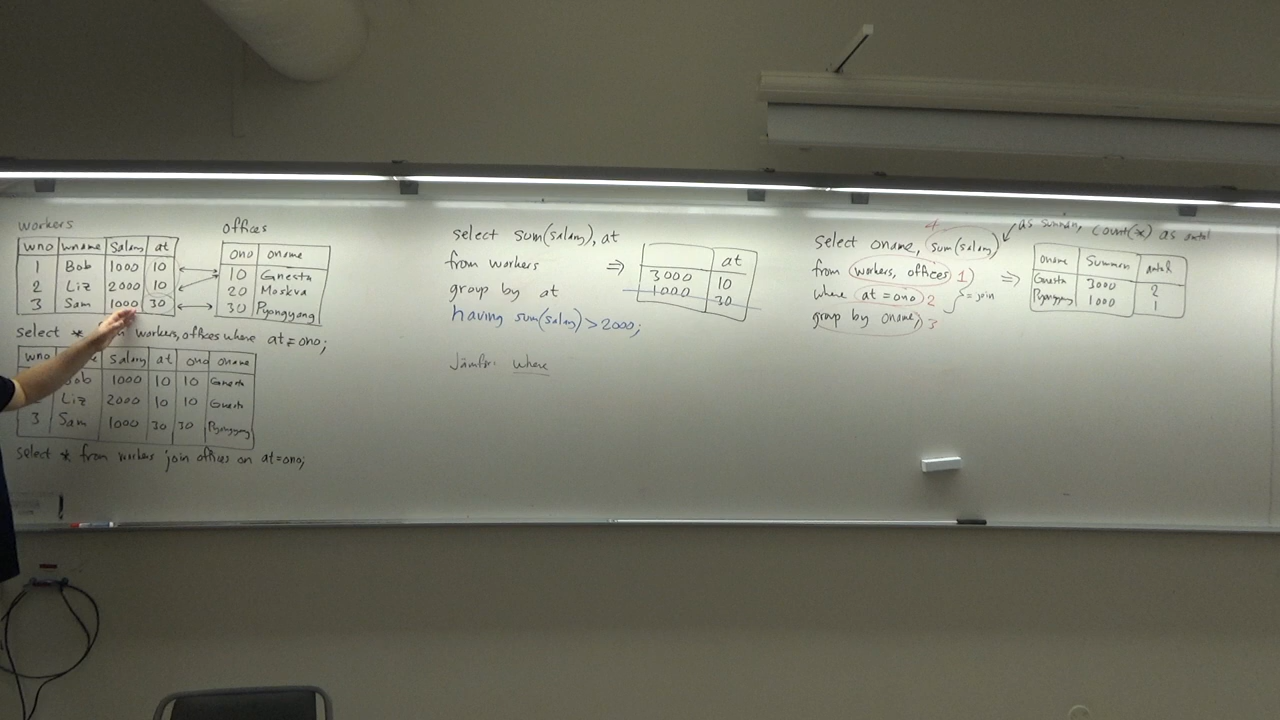 workers
wno wname Salary at
1 Bob 1000 10
2 Liz 2000 10
3 Sam 1000 30
offices
ono oname
10 Gnesta
20 Moskva
30 Pyongyang
select * workers, offices where at = ono;
wno Salary at ono oname
Bob 1000 10 10 Gnesta
Liz 2000 10 10 Gnesta
3 Sam 1000 30 30 Pyongyang
select * from workers join offices on at=ono;
select sum(salary), at
from workers
group by at
having sum(salary) > 2000;
Jämför: where
⇒
at
3000 10
1000 30
4
select oname, sum(salary)
as summan, count(*) as antal
from workers, offices 1
where at = ono 2
= join
group by oname; 3
⇒
oname Summan antal
Gnesta 3000 2
Pyongyang 1000 1